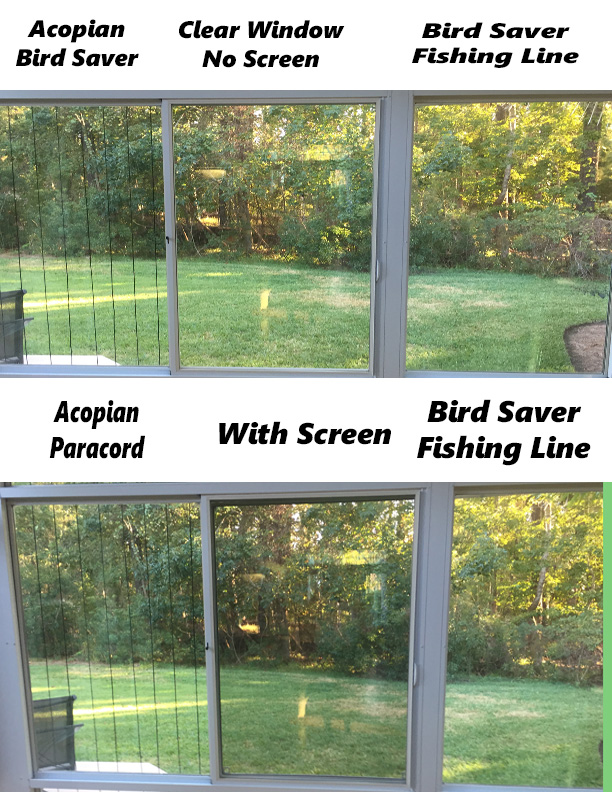 Acopian
Bird Saver
Clear Window
No Screen
Bird Saver
Fishing Line
Acopian
Paracord
With Screen
Bird Saver
Fishing Line